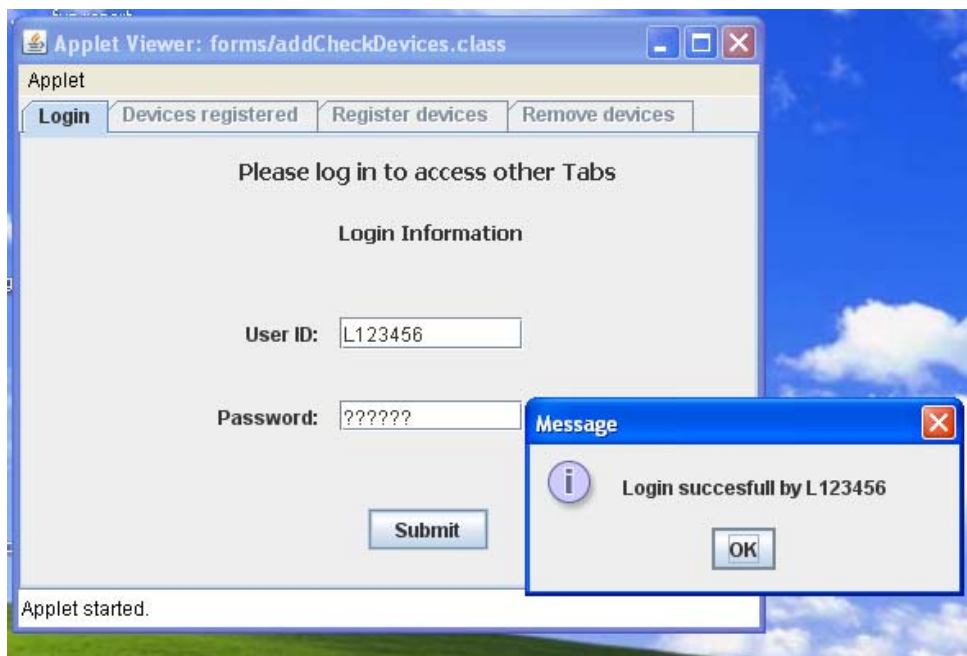 Applet Viewer: forms/addCheckDevices.class
Applet
Login Devices registered Register devices Remove devices
Please log in to access other Tabs
Login Information
User ID: L123456
Password: ??????
Message
Login succesfull by L123456
Submit
OK
Applet started.